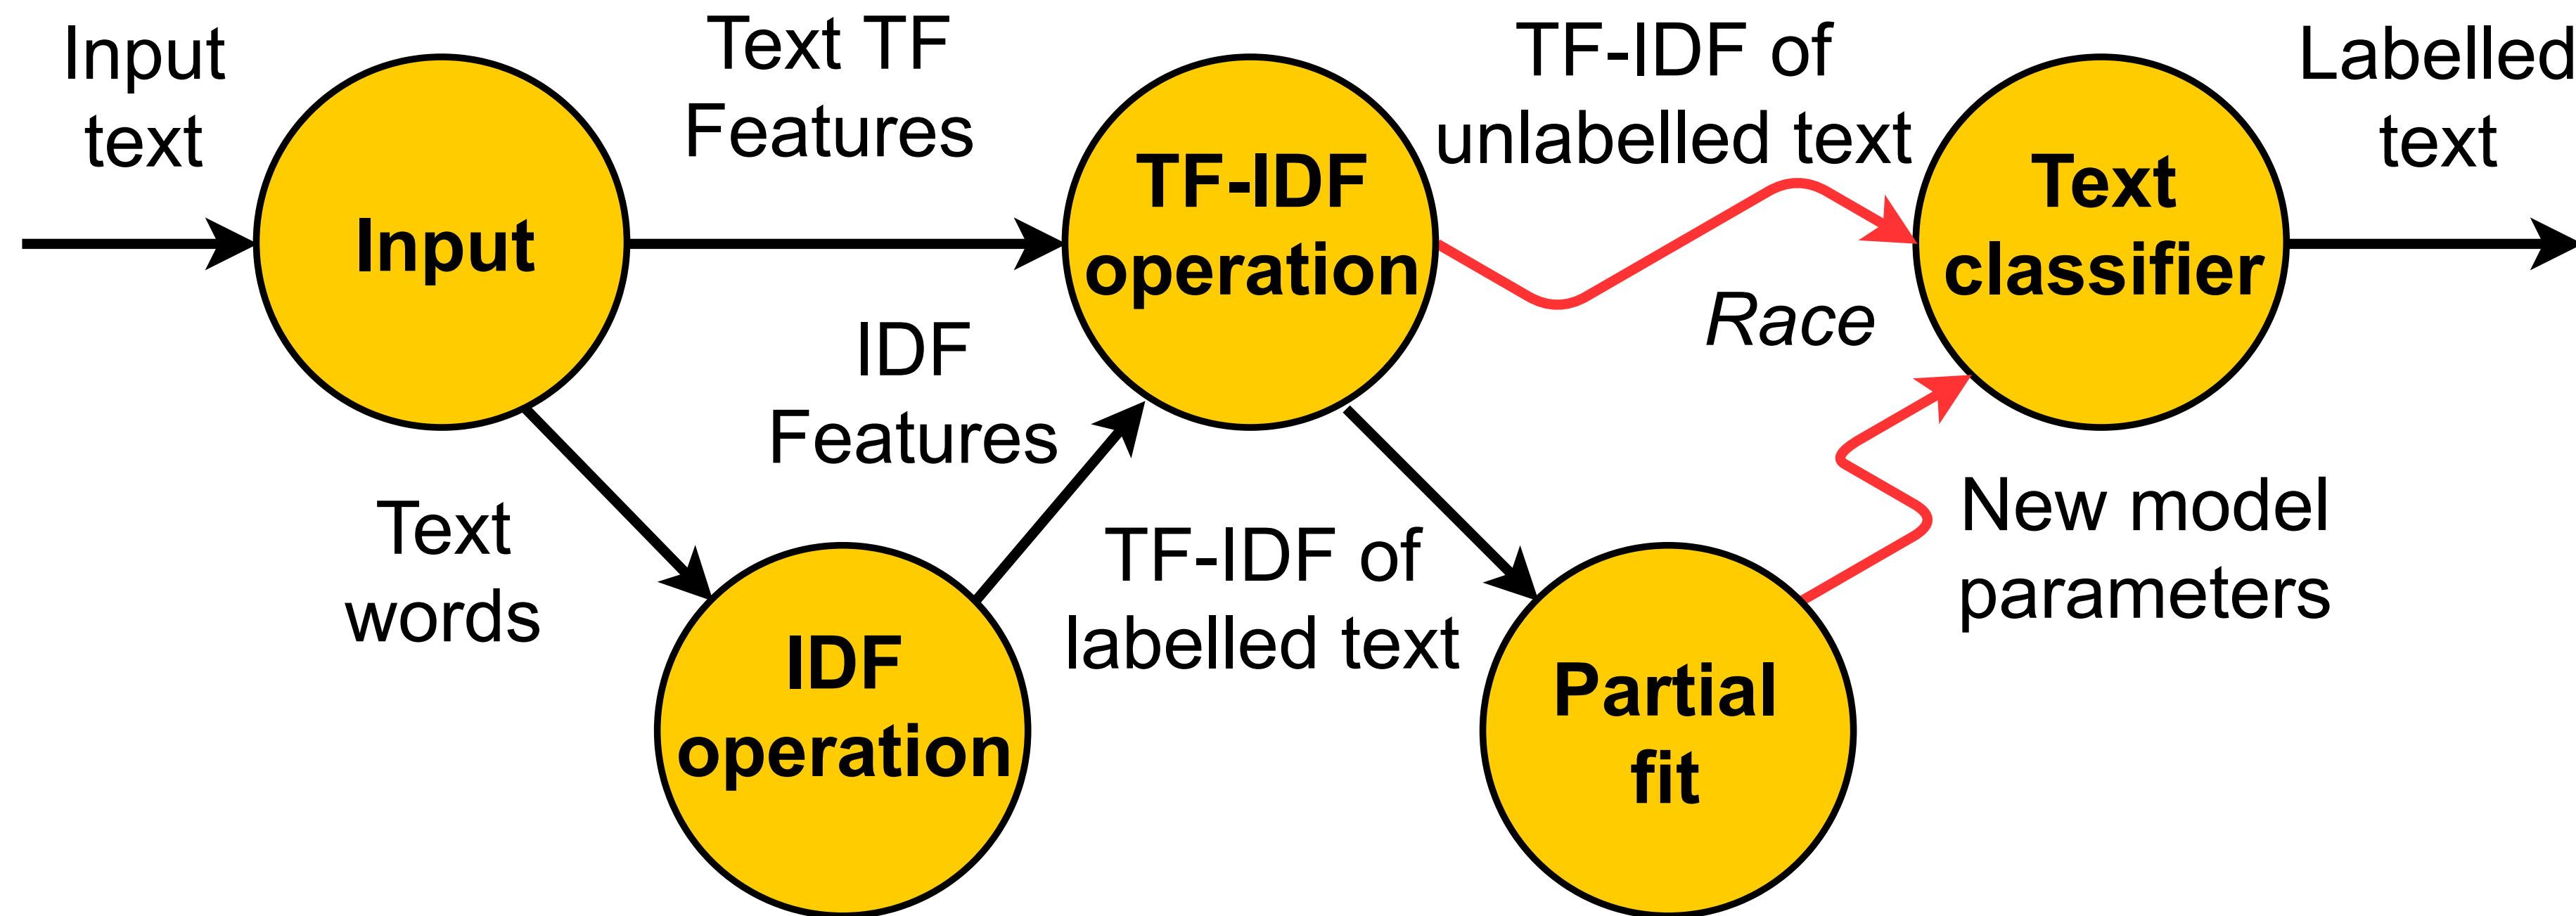 Input
text
Input
Text TF
Features
TF-IDF
operation
TF-IDF of
unlabelled text
Race
Text
classifier
Labelled
text
Text
words
IDF
Features
IDF
operation
TF-IDF of
labelled text
Partial
fit
New model
parameters